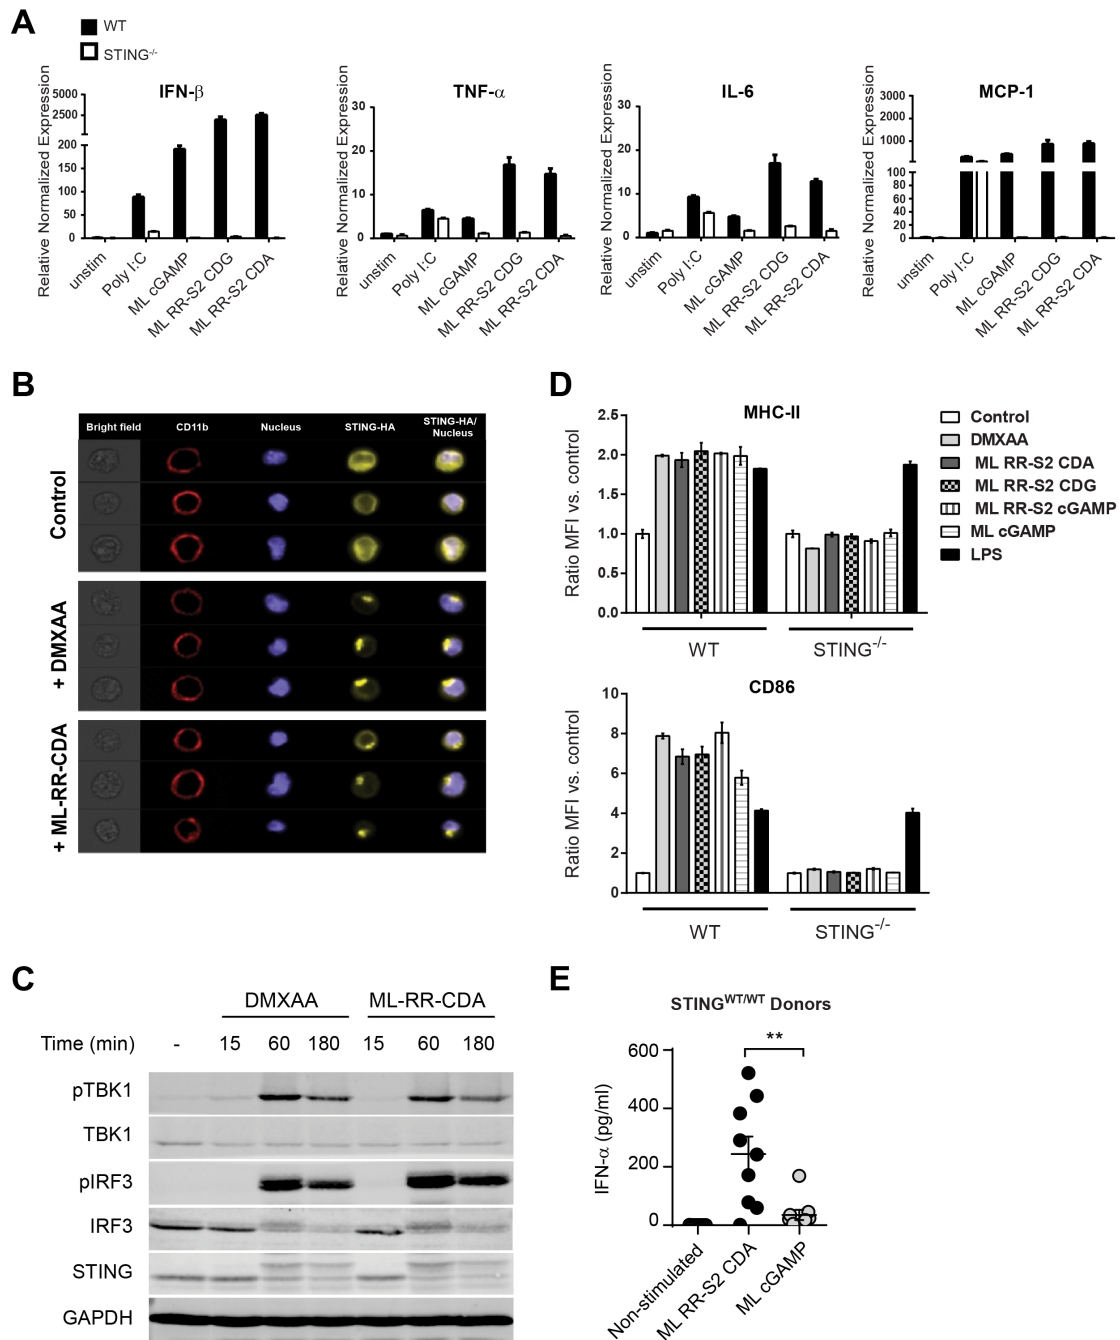 A
WT
STING-/-
IFN-β
TNF-α
IL-6
MCP-1
Relative Normalized Expression
5000
2500
200
150
100
50
0
unstim
Poly I:C
ML cGAMP
ML RR-S2 CDG
ML RR-S2 CDA
Relative Normalized Expression
30
20
10
0
unstim
Poly I:C
ML cGAMP
ML RR-S2 CDG
ML RR-S2 CDA
Relative Normalized Expression
30
20
10
0
unstim
Poly I:C
ML cGAMP
ML RR-S2 CDG
ML RR-S2 CDA
Relative Normalized Expression
3000
2000
1000
100
80
60
40
20
0
unstim
Poly I:C
ML cGAMP
ML RR-S2 CDG
ML RR-S2 CDA
B
Bright field CD11b Nucleus STING-HA STING-HA/
Nucleus
Control
+ DMXAA
+ ML-RR-CDA
D
MHC-II
Ratio MFI vs. control
2.5
2.0
1.5
1.0
0.5
0.0
WT
STING-/-
Control
DMXAA
ML RR-S2 CDA
ML RR-S2 CDG
ML RR-S2 cGAMP
ML cGAMP
LPS
CD86
Ratio MFI vs. control
10
8
6
4
2
0
WT
STING-/-
C
DMXAA ML-RR-CDA
Time (min) - 15 60 180 15 60 180
pTBK1
TBK1
pIRF3
IRF3
STING
GAPDH
E
STINGWT/WT Donors
**
IFN-α (pg/ml)
600
400
200
0
Non-stimulated
ML RR-S2 CDA
ML cGAMP